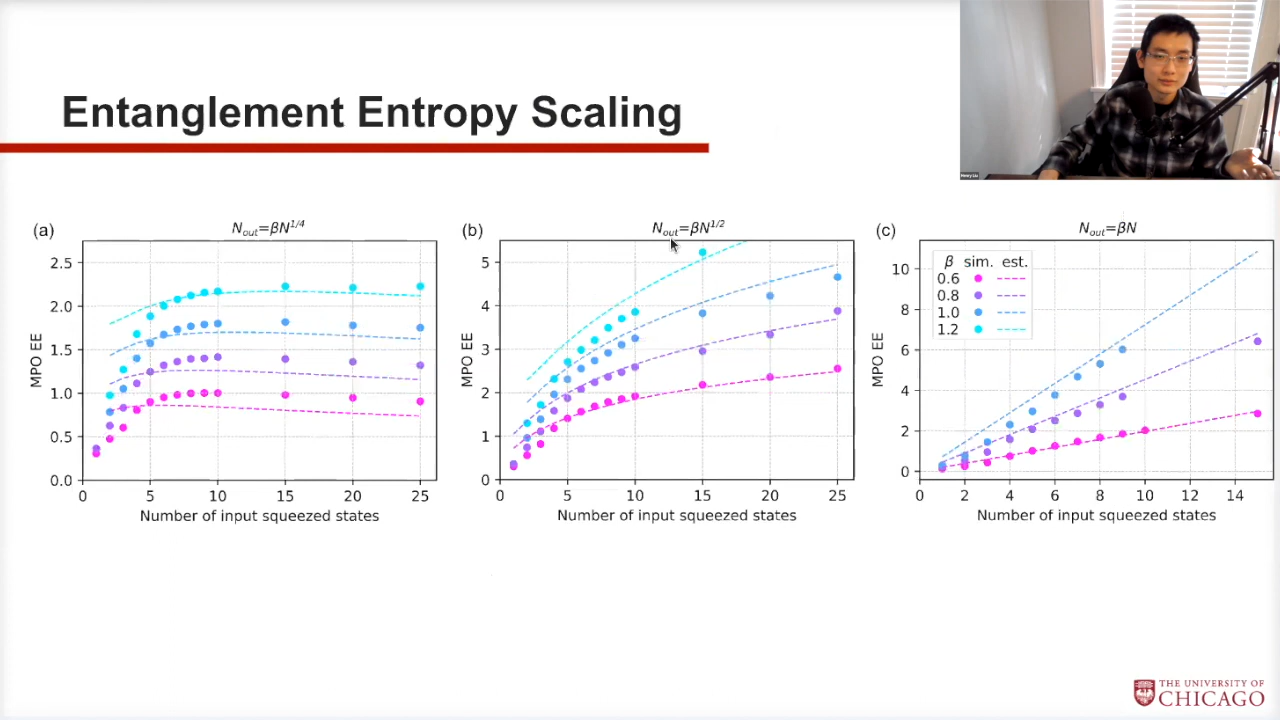 Henry Liu
Entanglement Entropy Scaling
(a)
N_out=βN^1/4
MPO EE
2.5
2.0
1.5
1.0
0.5
0.0
0 5 10 15 20 25
Number of input squeezed states
(b)
N_out=βN^1/2
MPO EE
5
4
3
2
1
0
0 5 10 15 20 25
Number of input squeezed states
(c)
N_out=βN
β sim. est.
0.6
0.8
1.0
1.2
MPO EE
10
8
6
4
2
0
0 2 4 6 8 10 12 14
Number of input squeezed states
THE UNIVERSITY OF
CHICAGO